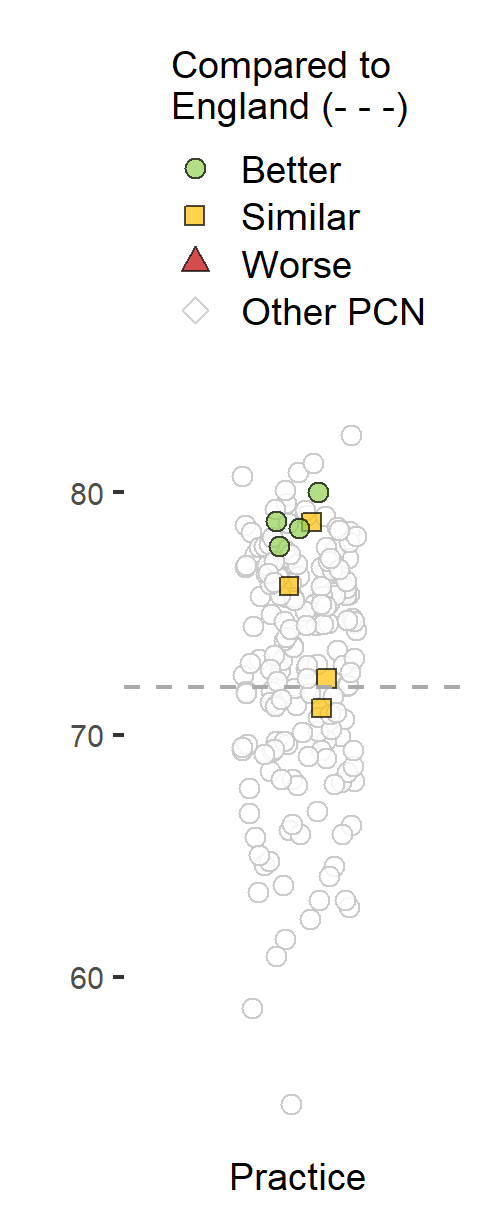 Compared to
England (- - -)
Better
Similar
Worse
Other PCN
80
70
60
Practice